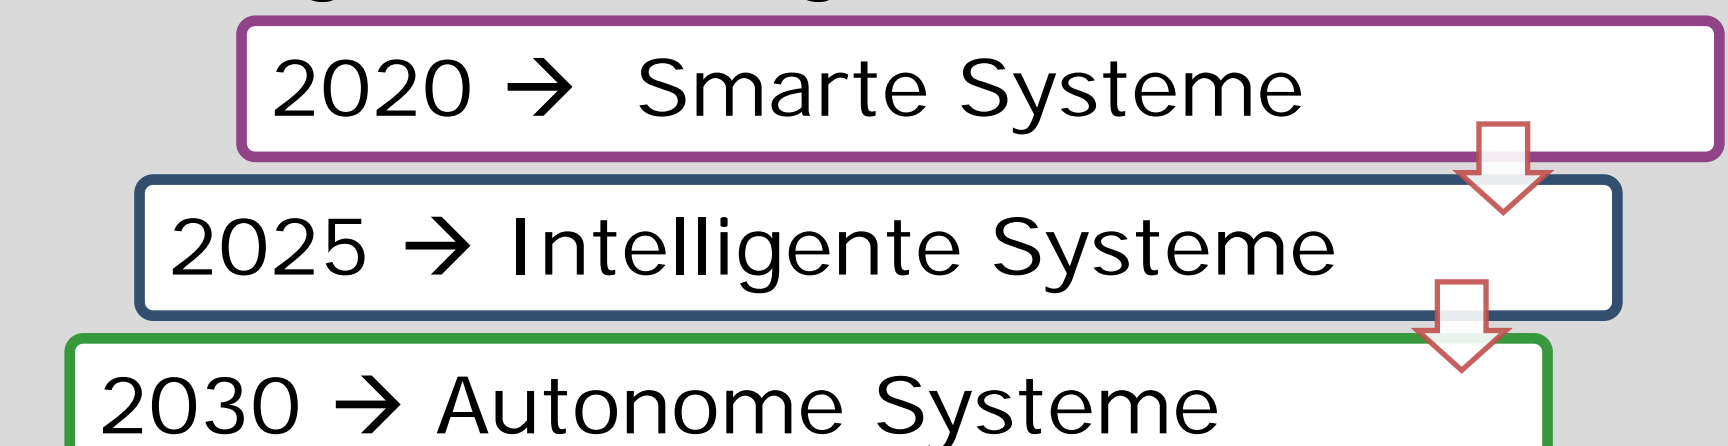 2020 → Smarte Systeme
2025 → Intelligente Systeme
2030 → Autonome Systeme